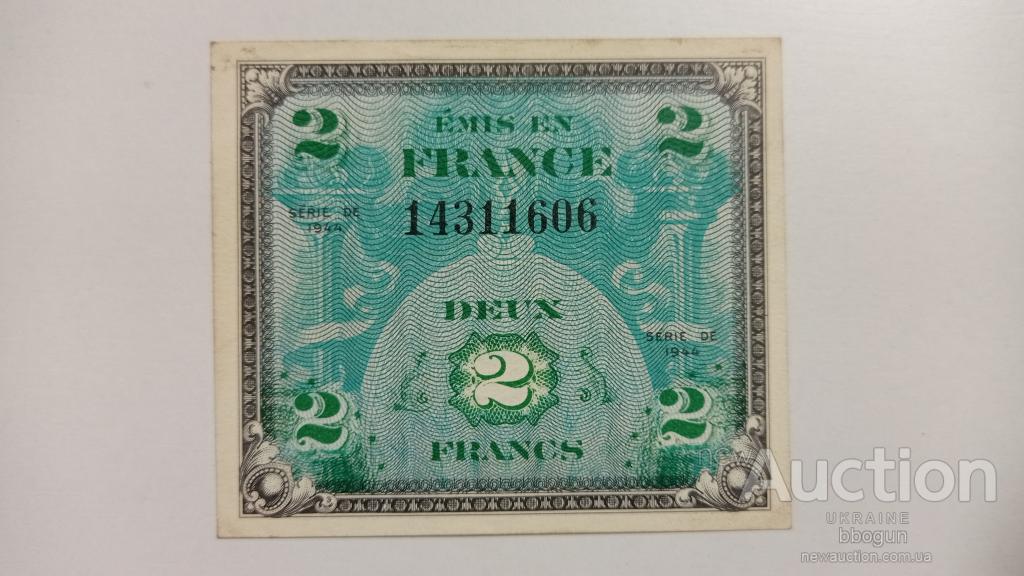 2 2
ÉMIS EN
FRANCE
SÉRIE DE
1944
14311606
DEUX
SÉRIE DE
1944
2
2 2
FRANCS
Auction
UKRAINE
bbogun
newauction.com.ua